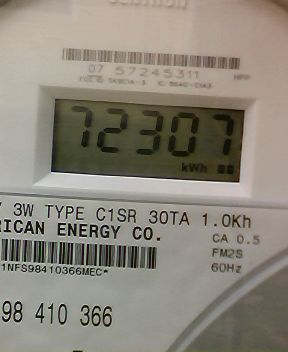 07 57245311
72307
kWh
3W TYPE C1SR 30TA 1.0Kh
RICAN ENERGY CO.
CA 0.5
1NFS98410366MEC*
FM2S
60Hz
98 410 366